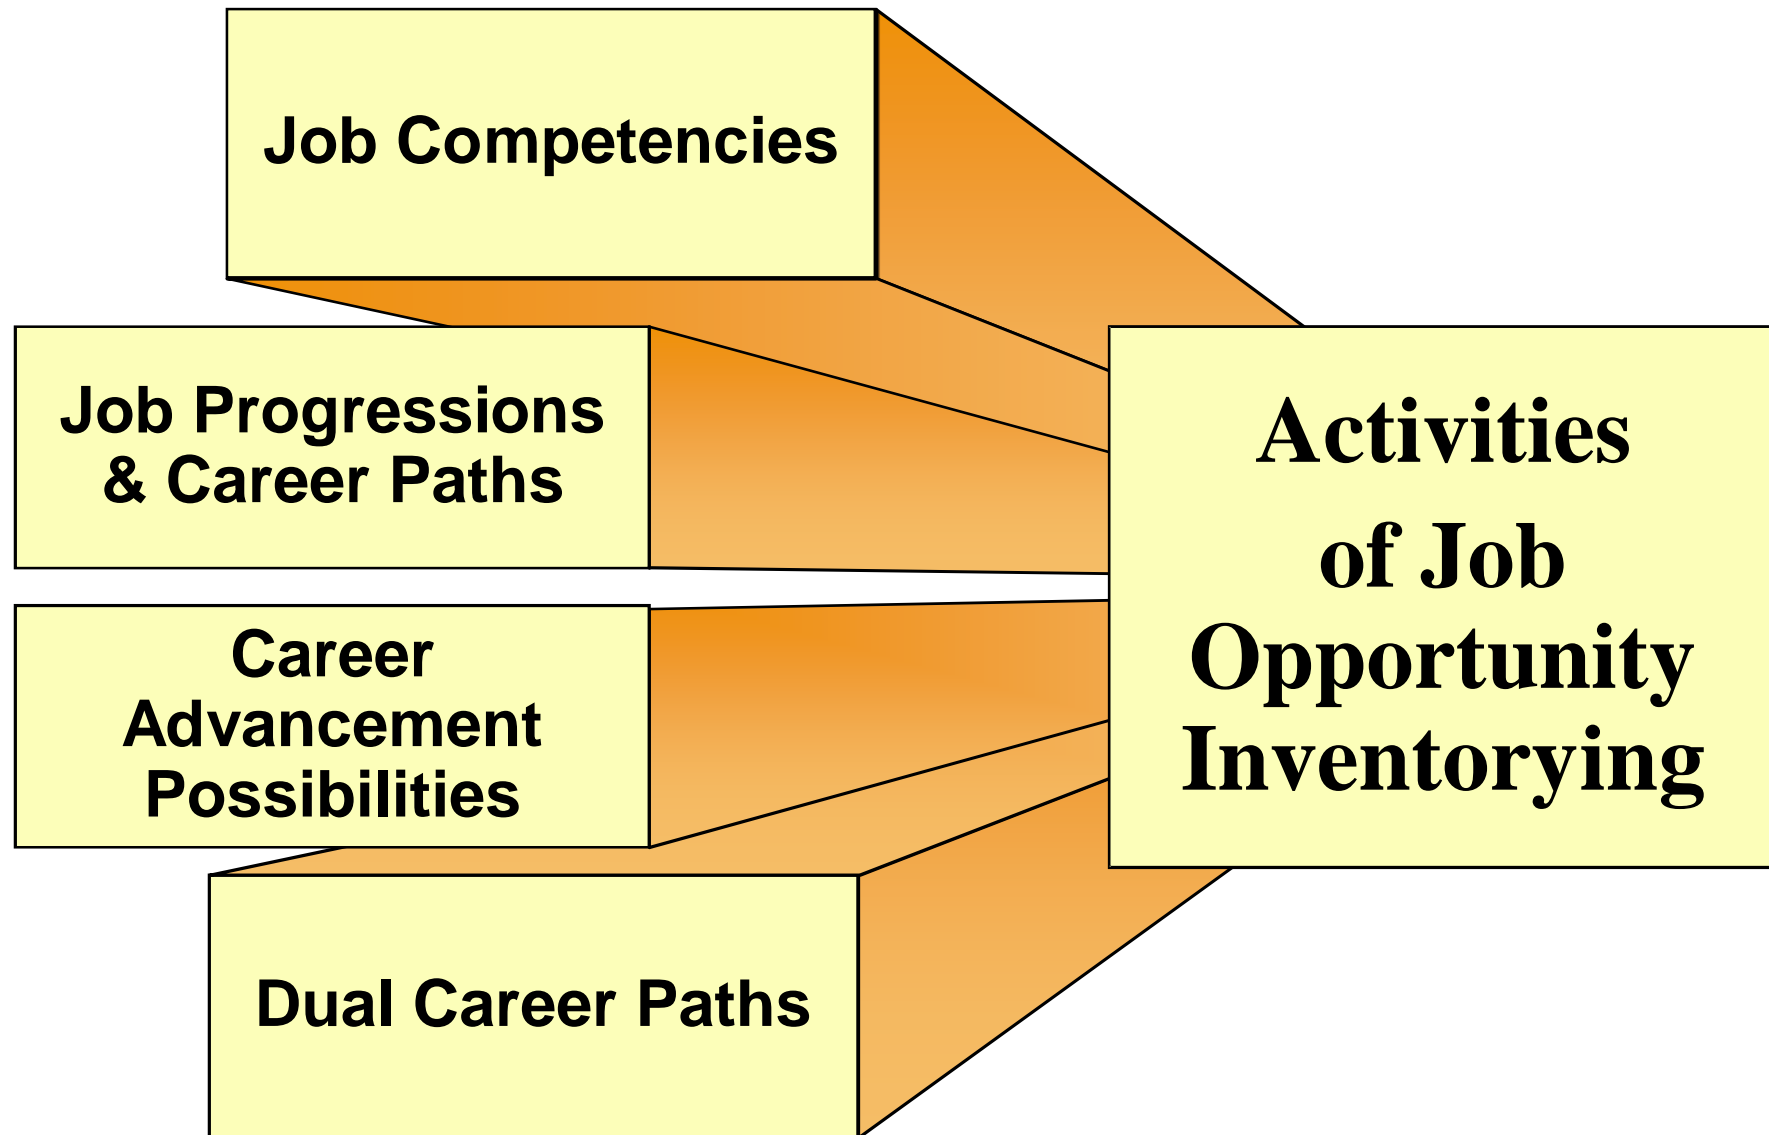 Job Competencies
Job Progressions
& Career Paths
Career
Advancement
Possibilities
Dual Career Paths
Activities
of Job
Opportunity
Inventorying